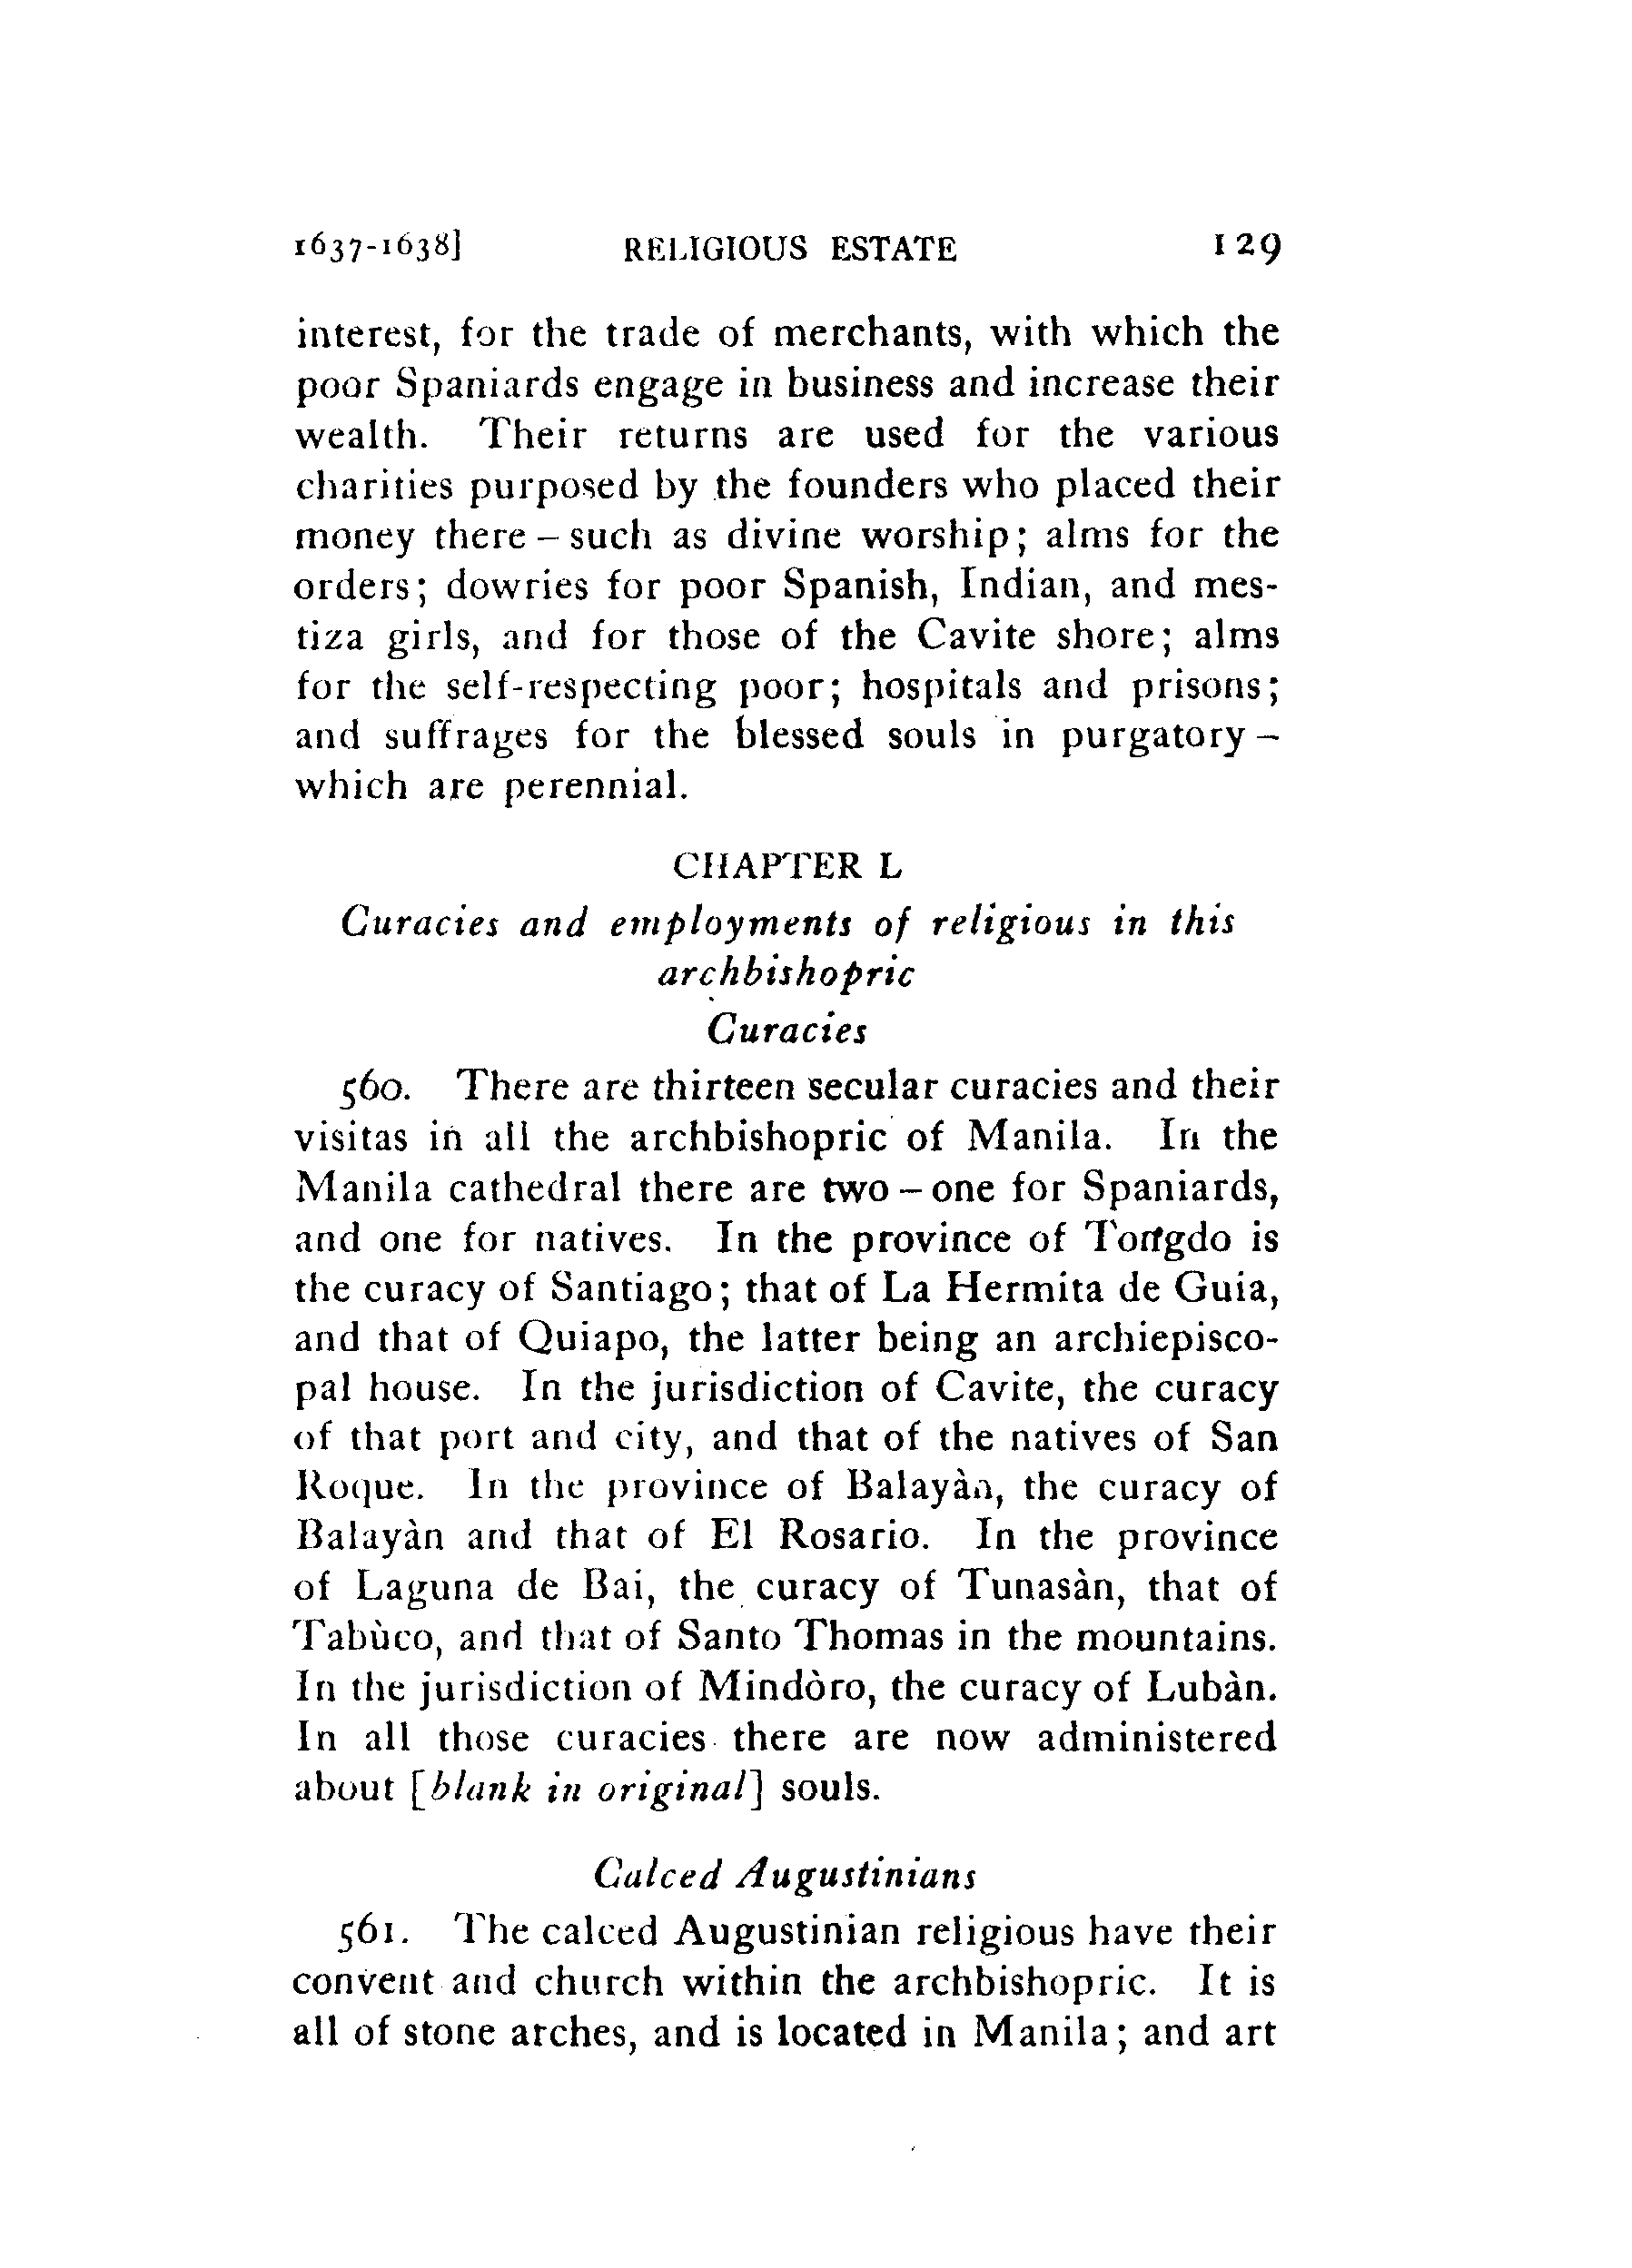 1637-1638] RELIGIOUS ESTATE 129
interest, for the trade of merchants, with which the
poor Spaniards engage in business and increase their
wealth. Their returns are used for the various
charities purposed by the founders who placed their
money there – such as divine worship; alms for the
orders; dowries for poor Spanish, Indian, and mes-
tiza girls, and for those of the Cavite shore; alms
for the self-respecting poor; hospitals and prisons;
and suffrages for the blessed souls in purgatory –
which are perennial.
CHAPTER L
Curacies and employments of religious in this
archbishopric
Curacies
560. There are thirteen secular curacies and their
visitas in all the archbishopric of Manila. In the
Manila cathedral there are two – one for Spaniards,
and one for natives. In the province of Tongdo is
the curacy of Santiago; that of La Hermita de Guia,
and that of Quiapo, the latter being an archiepisco-
pal house. In the jurisdiction of Cavite, the curacy
of that port and city, and that of the natives of San
Roque. In the province of Balayàn, the curacy of
Balayàn and that of El Rosario. In the province
of Laguna de Bai, the curacy of Tunasàn, that of
Tabùco, and that of Santo Thomas in the mountains.
In the jurisdiction of Mindòro, the curacy of Lubàn.
In all those curacies there are now administered
about [blank in original] souls.
Calced Augustinians
561. The calced Augustinian religious have their
convent and church within the archbishopric. It is
all of stone arches, and is located in Manila; and art